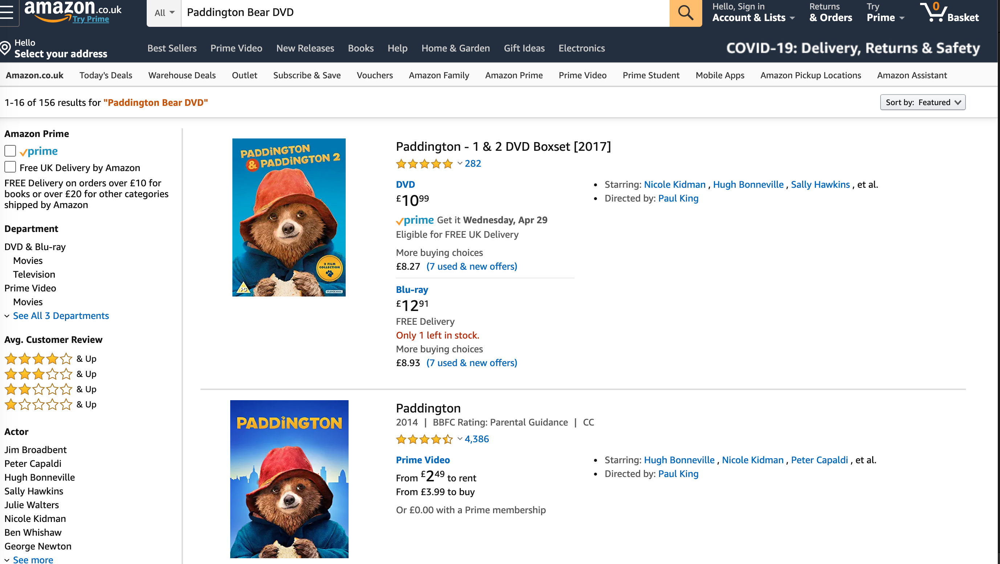 amazon.co.uk
Try Prime
All
Paddington Bear DVD
Hello, Sign in
Account & Lists
Returns
& Orders
Try
Prime
0
Basket
Hello
Select your address
Best Sellers
Prime Video
New Releases
Books
Help
Home & Garden
Gift Ideas
Electronics
COVID-19: Delivery, Returns & Safety
Amazon.co.uk
Today's Deals
Warehouse Deals
Outlet
Subscribe & Save
Vouchers
Amazon Family
Amazon Prime
Prime Video
Prime Student
Mobile Apps
Amazon Pickup Locations
Amazon Assistant
1-16 of 156 results for "Paddington Bear DVD"
Sort by: Featured
Amazon Prime
prime
Free UK Delivery by Amazon
FREE Delivery on orders over £10 for
books or over £20 for other categories
shipped by Amazon
Department
DVD & Blu-ray
Movies
Television
Prime Video
Movies
See All 3 Departments
Avg. Customer Review
& Up
& Up
& Up
& Up
Actor
Jim Broadbent
Peter Capaldi
Hugh Bonneville
Sally Hawkins
Julie Walters
Nicole Kidman
Ben Whishaw
George Newton
See more
PADDiNGTON
& PADDiNGTON 2
2 FILM
COLLECTION
PG
STUDIOCANAL
Paddington - 1 & 2 DVD Boxset [2017]
282
DVD
£1099
prime Get it Wednesday, Apr 29
Eligible for FREE UK Delivery
More buying choices
£8.27 (7 used & new offers)
Blu-ray
£1291
FREE Delivery
Only 1 left in stock.
More buying choices
£8.93 (7 used & new offers)
Starring: Nicole Kidman , Hugh Bonneville , Sally Hawkins , et al.
Directed by: Paul King
PADDiNGTON
Paddington
2014 | BBFC Rating: Parental Guidance | CC
4,386
Prime Video
From £249 to rent
From £3.99 to buy
Or £0.00 with a Prime membership
Starring: Hugh Bonneville , Nicole Kidman , Peter Capaldi , et al.
Directed by: Paul King